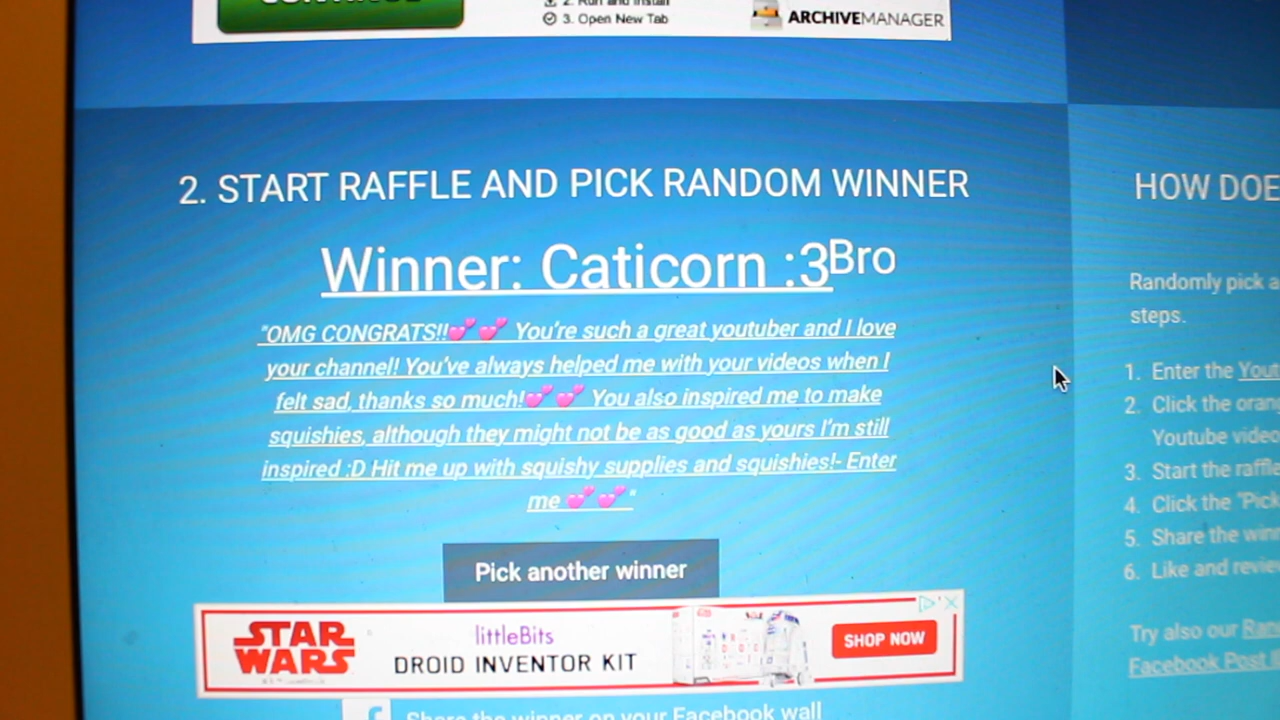 2. Run and Install
3. Open New Tab
ARCHIVEMANAGER
2. START RAFFLE AND PICK RANDOM WINNER
Winner: Caticorn :3Bro
"OMG CONGRATS!!💕💕 You're such a great youtuber and I love
your channel! You've always helped me with your videos when I
felt sad, thanks so much!💕💕 You also inspired me to make
squishies, although they might not be as good as yours I'm still
inspired :D Hit me up with squishy supplies and squishies!- Enter
me 💕💕"
Pick another winner
STAR
WARS
littleBits
DROID INVENTOR KIT
SHOP NOW
Share the winner on your Facebook wall
HOW DOE
Randomly pick a
steps.
1. Enter the Yout
2. Click the oran
Youtube video
3. Start the raffle
4. Click the "Pick
5. Share the winn
6. Like and revie
Try also our Ran
Facebook Post